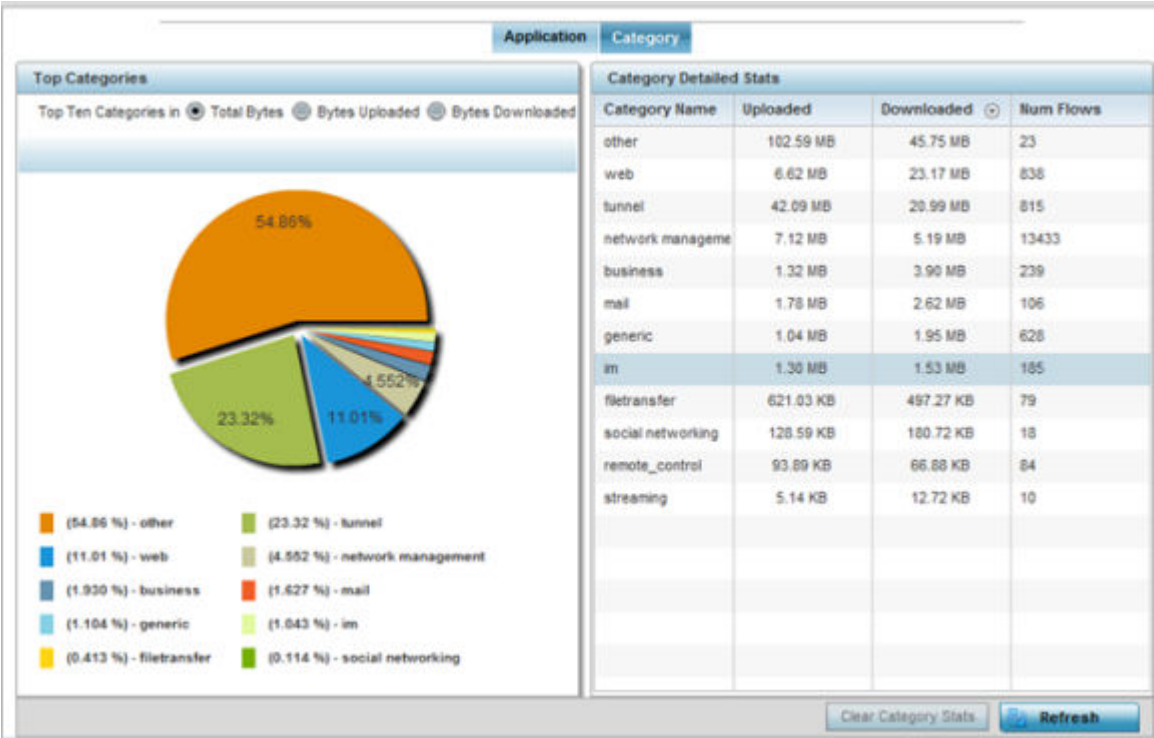 Application Category
Top Categories
Top Ten Categories in Total Bytes Bytes Uploaded Bytes Downloaded
54.86%
4.552%
23.32%
11.01%
(54.86 %) - other (23.32 %) - tunnel
(11.01 %) - web (4.552 %) - network management
(1.930 %) - business (1.627 %) - mail
(1.104 %) - generic (1.043 %) - im
(0.413 %) - filetransfer (0.114 %) - social networking
Category Detailed Stats
Category Name Uploaded Downloaded Num Flows
other 102.59 MB 45.75 MB 23
web 6.62 MB 23.17 MB 838
tunnel 42.09 MB 20.99 MB 815
network manageme 7.12 MB 5.19 MB 13433
business 1.32 MB 3.90 MB 239
mail 1.78 MB 2.62 MB 106
generic 1.04 MB 1.95 MB 628
im 1.30 MB 1.53 MB 185
filetransfer 621.03 KB 497.27 KB 79
social networking 128.59 KB 180.72 KB 18
remote_control 93.89 KB 66.88 KB 84
streaming 5.14 KB 12.72 KB 10
Clear Category Stats Refresh